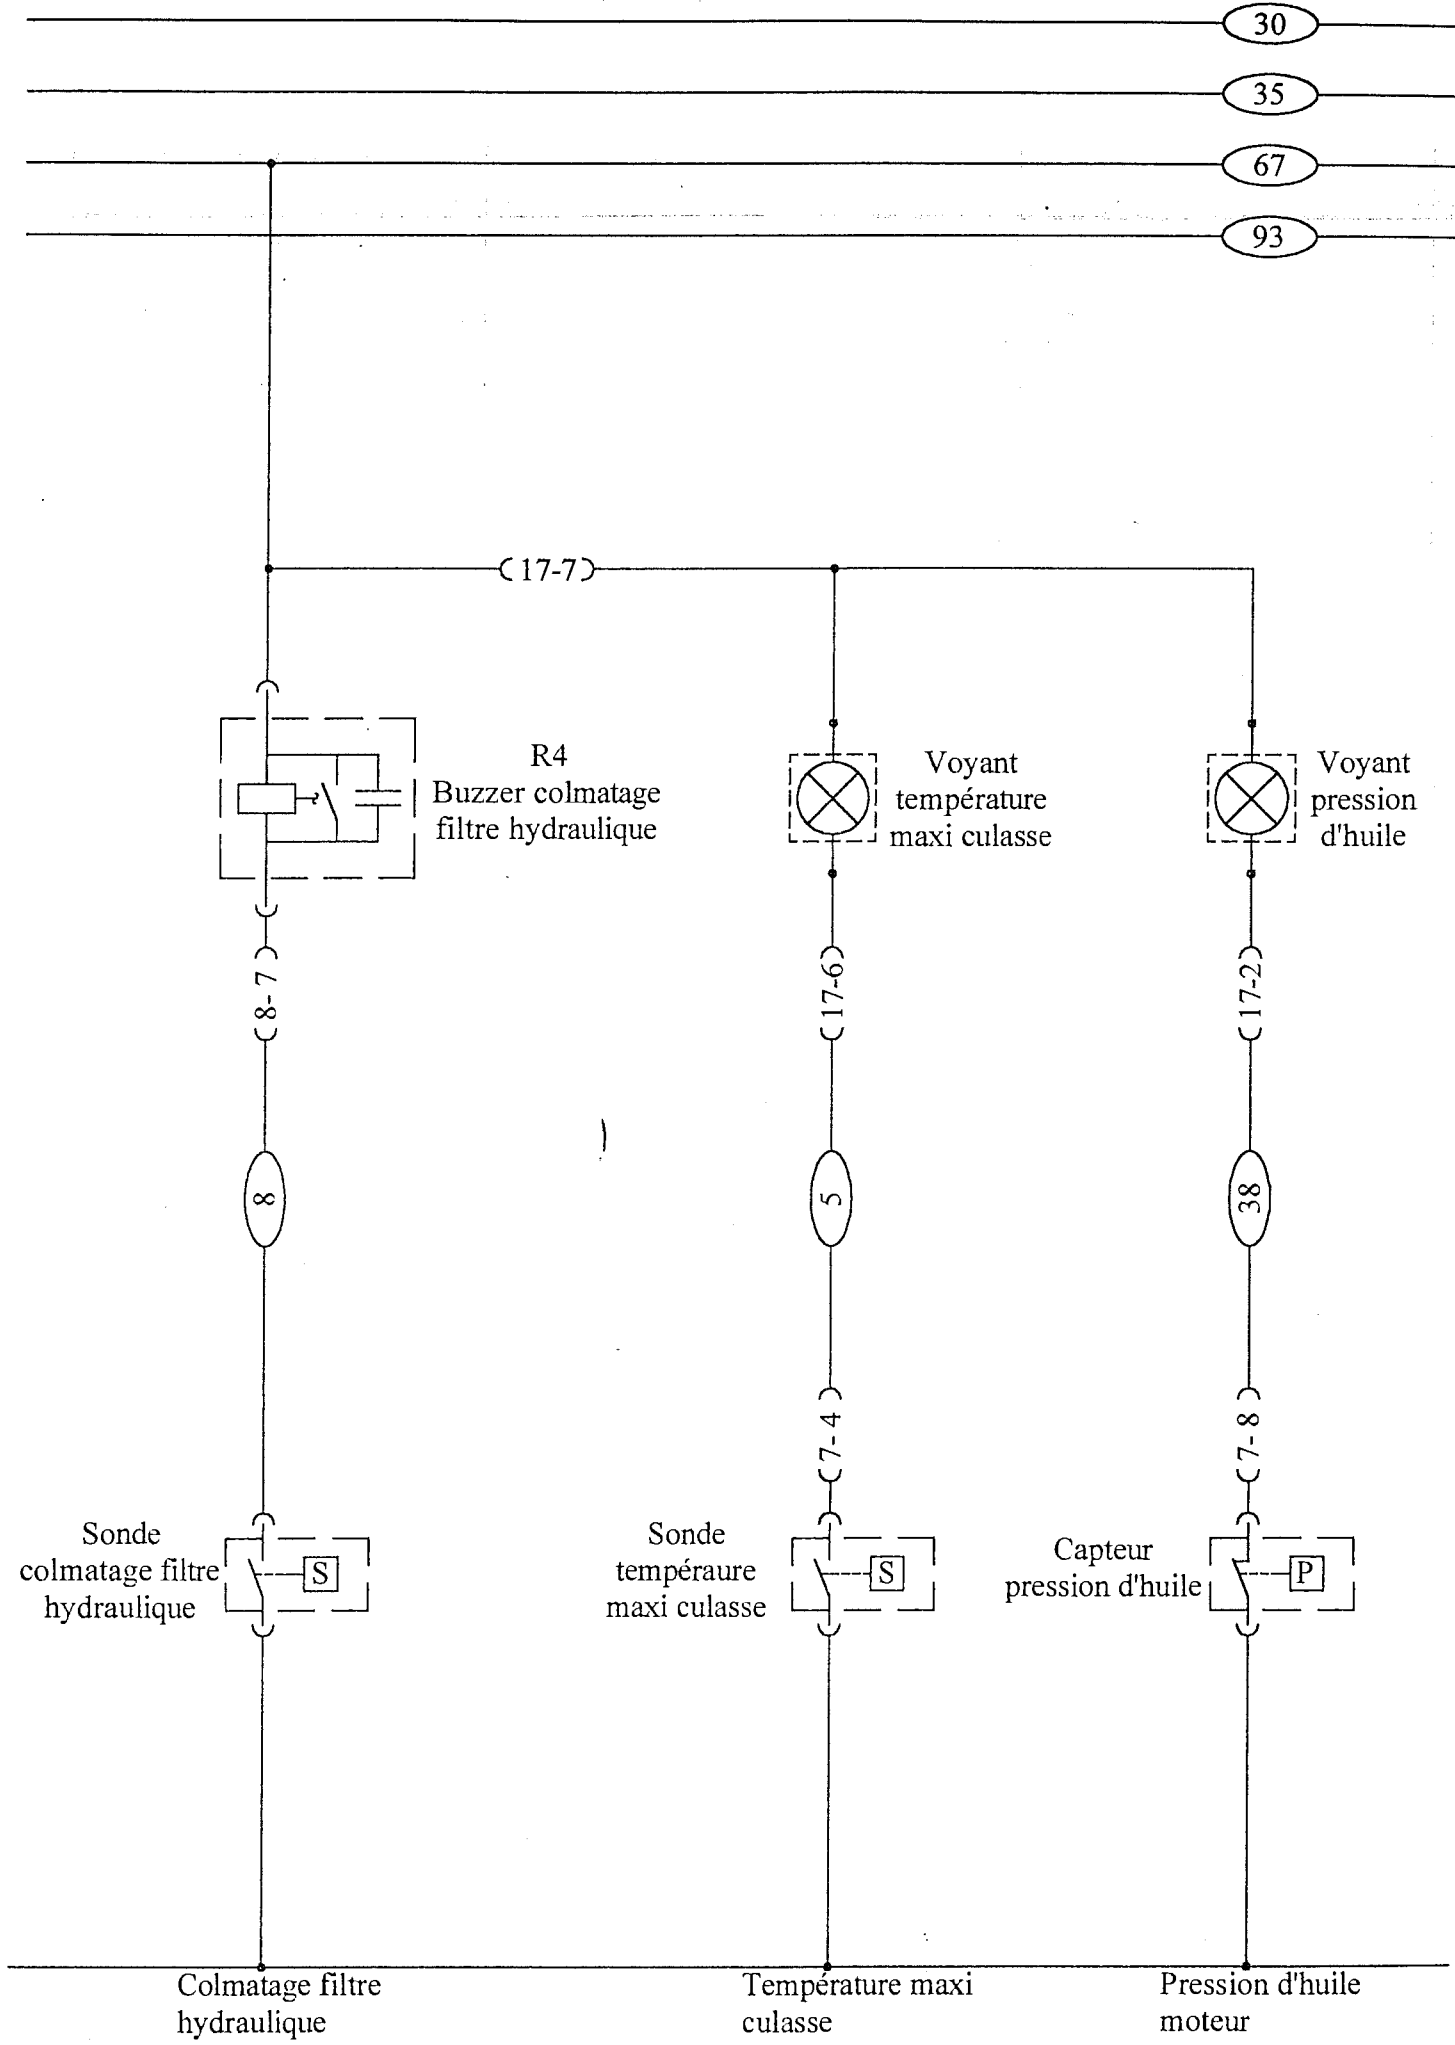 30
35
67
93
17-7
R4
Buzzer colmatage
filtre hydraulique
Voyant
température
maxi culasse
Voyant
pression
d'huile
8-7
17-6
17-2
8
5
38
7-4
7-8
Sonde
colmatage filtre
hydraulique
S
Sonde
tempéraure
maxi culasse
S
Capteur
pression d'huile
P
Colmatage filtre
hydraulique
Température maxi
culasse
Pression d'huile
moteur